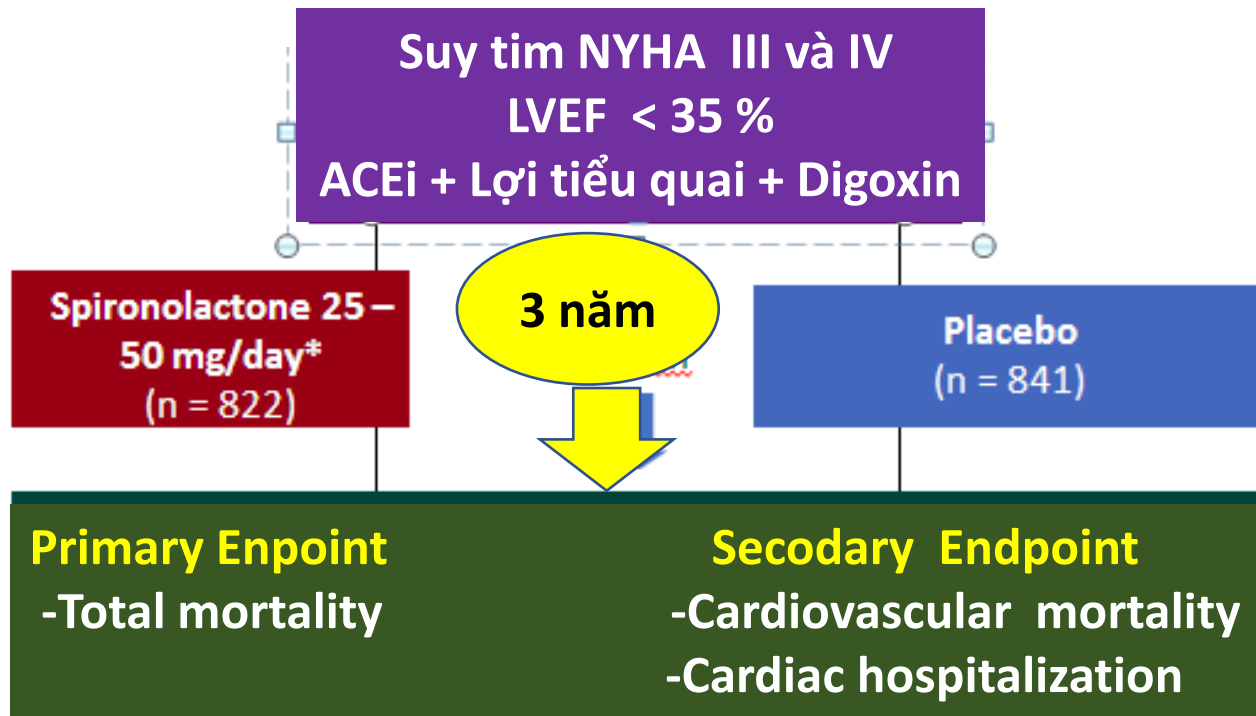 Suy tim NYHA III và IV
LVEF < 35 %
ACEi + Lợi tiểu quai + Digoxin
Spironolactone 25 –
50 mg/day*
(n = 822)
3 năm
Placebo
(n = 841)
Primary Enpoint
-Total mortality
Secodary Endpoint
-Cardiovascular mortality
-Cardiac hospitalization